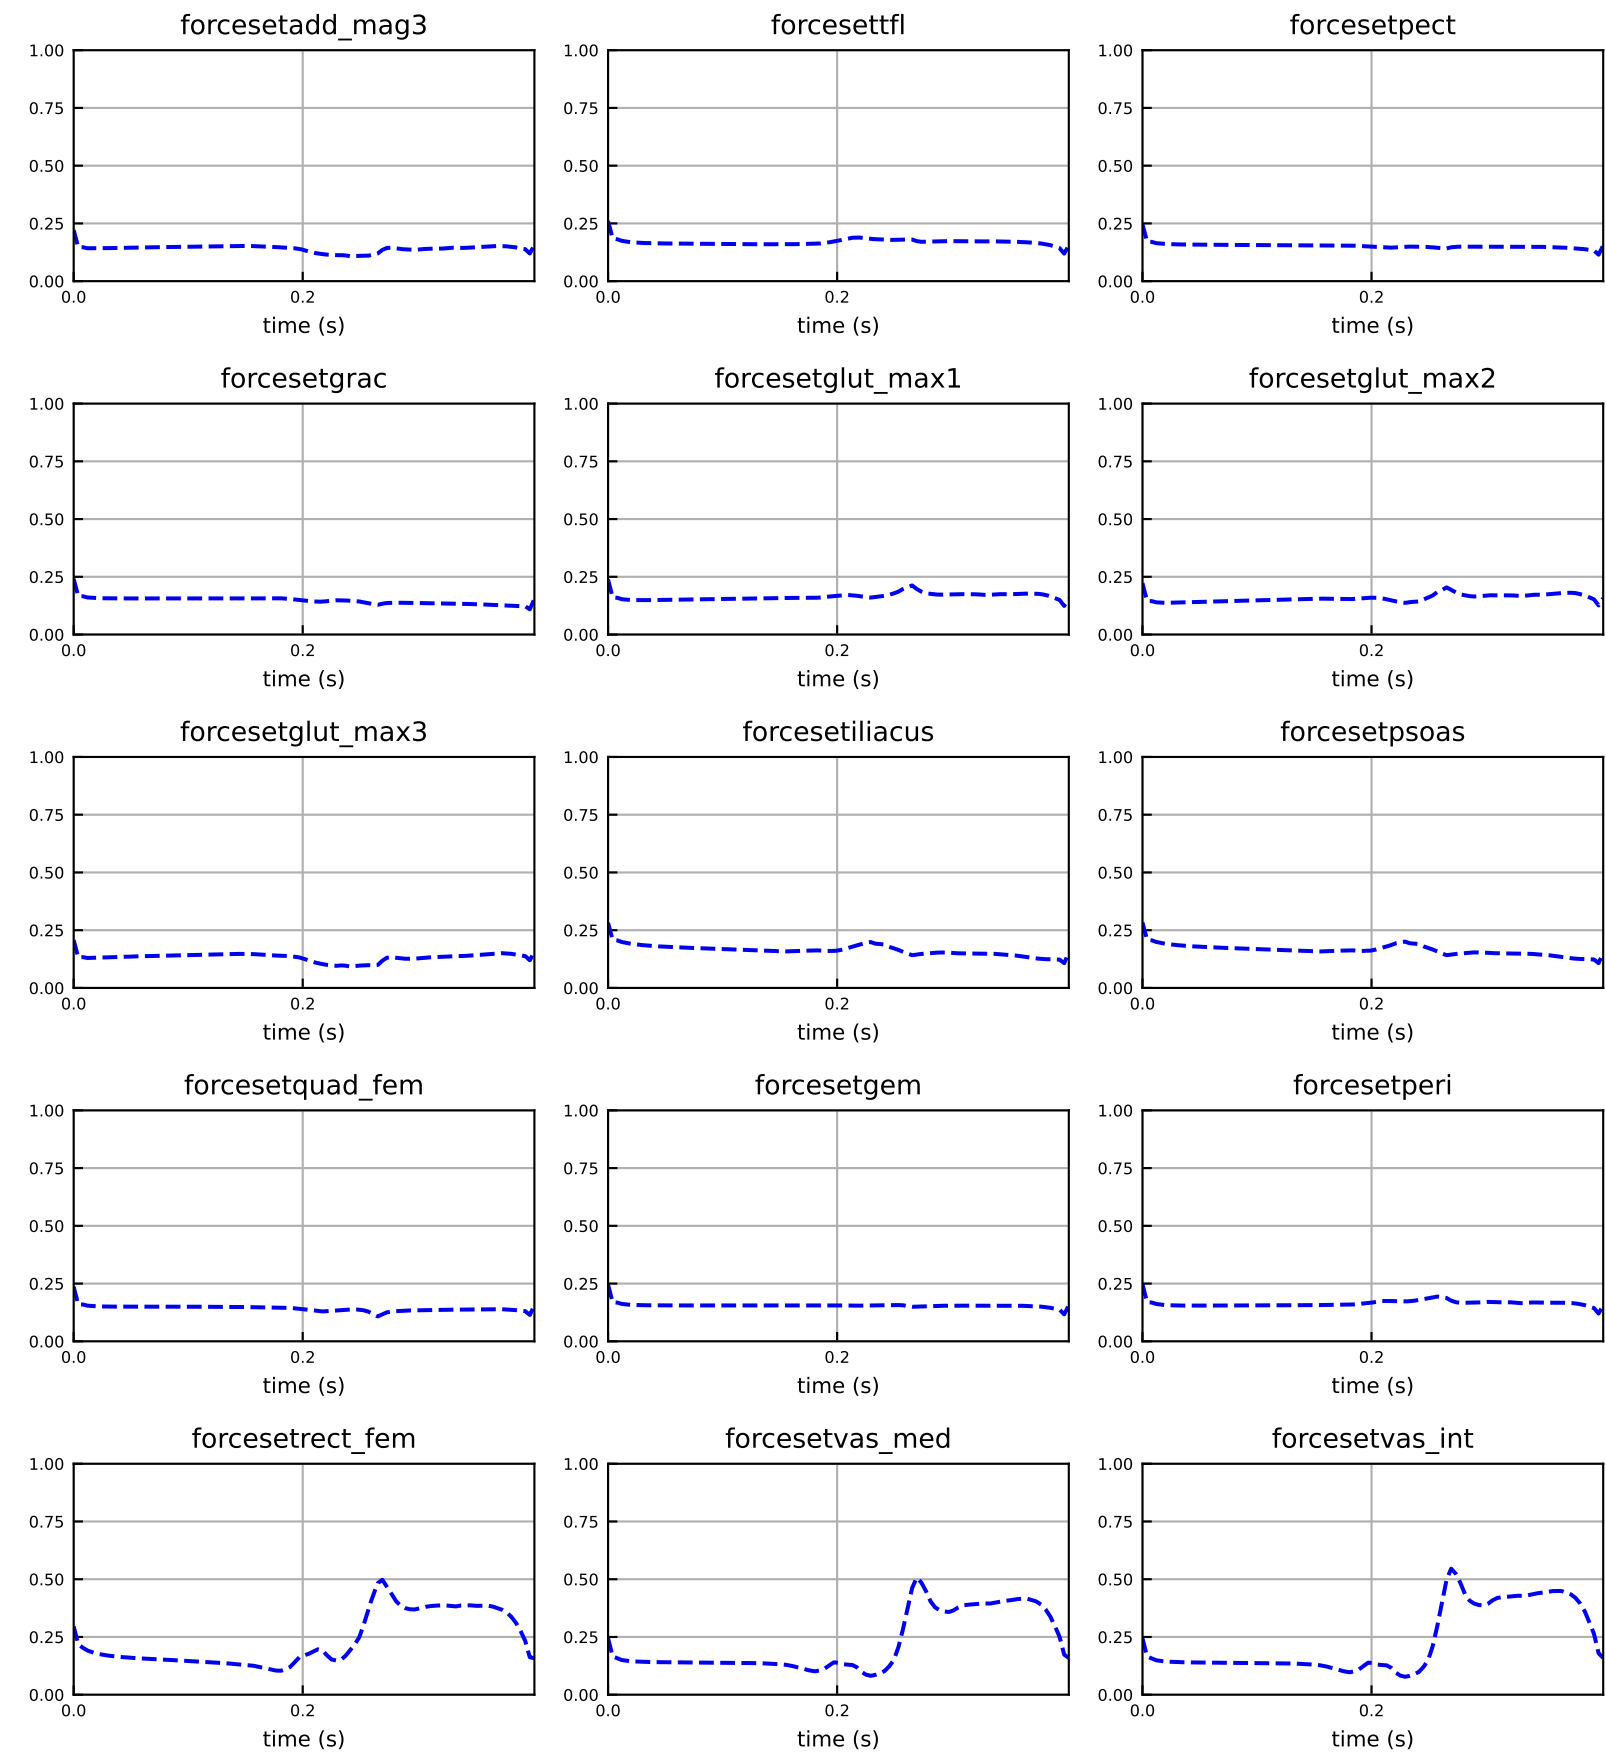 forcesetadd_mag3 forcesettfl forcesetpect
1.00 1.00 1.00
0.75 0.75 0.75
0.50 0.50 0.50
0.25 0.25 0.25
0.00 0.00 0.00
0.0 0.2 0.0 0.2 0.0 0.2
time (s) time (s) time (s)
forcesetgrac forcesetglut_max1 forcesetglut_max2
1.00 1.00 1.00
0.75 0.75 0.75
0.50 0.50 0.50
0.25 0.25 0.25
0.00 0.00 0.00
0.0 0.2 0.0 0.2 0.0 0.2
time (s) time (s) time (s)
forcesetglut_max3 forcesetiliacus forcesetpsoas
1.00 1.00 1.00
0.75 0.75 0.75
0.50 0.50 0.50
0.25 0.25 0.25
0.00 0.00 0.00
0.0 0.2 0.0 0.2 0.0 0.2
time (s) time (s) time (s)
forcesetquad_fem forcesetgem forcesetperi
1.00 1.00 1.00
0.75 0.75 0.75
0.50 0.50 0.50
0.25 0.25 0.25
0.00 0.00 0.00
0.0 0.2 0.0 0.2 0.0 0.2
time (s) time (s) time (s)
forcesetrect_fem forcesetvas_med forcesetvas_int
1.00 1.00 1.00
0.75 0.75 0.75
0.50 0.50 0.50
0.25 0.25 0.25
0.00 0.00 0.00
0.0 0.2 0.0 0.2 0.0 0.2
time (s) time (s) time (s)